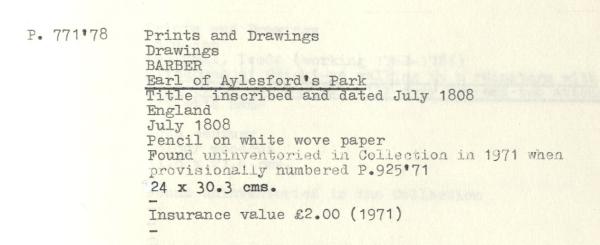 P. 771'78 Prints and Drawings
Drawings
BARBER
Earl of Aylesford's Park
Title inscribed and dated July 1808
England
July 1808
Pencil on white wove paper
Found uninventoried in Collection in 1971 when
provisionally numbered P.925'71
24 x 30.3 cms.
-
Insurance value £2.00 (1971)
-